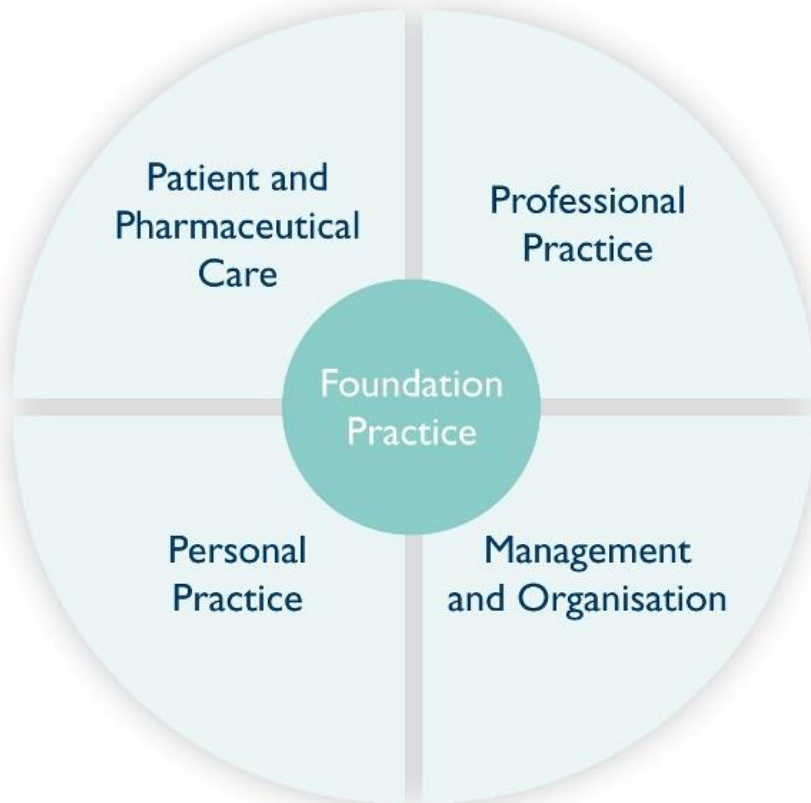 Patient and
Pharmaceutical
Care
Professional
Practice
Foundation
Practice
Personal
Practice
Management
and Organisation